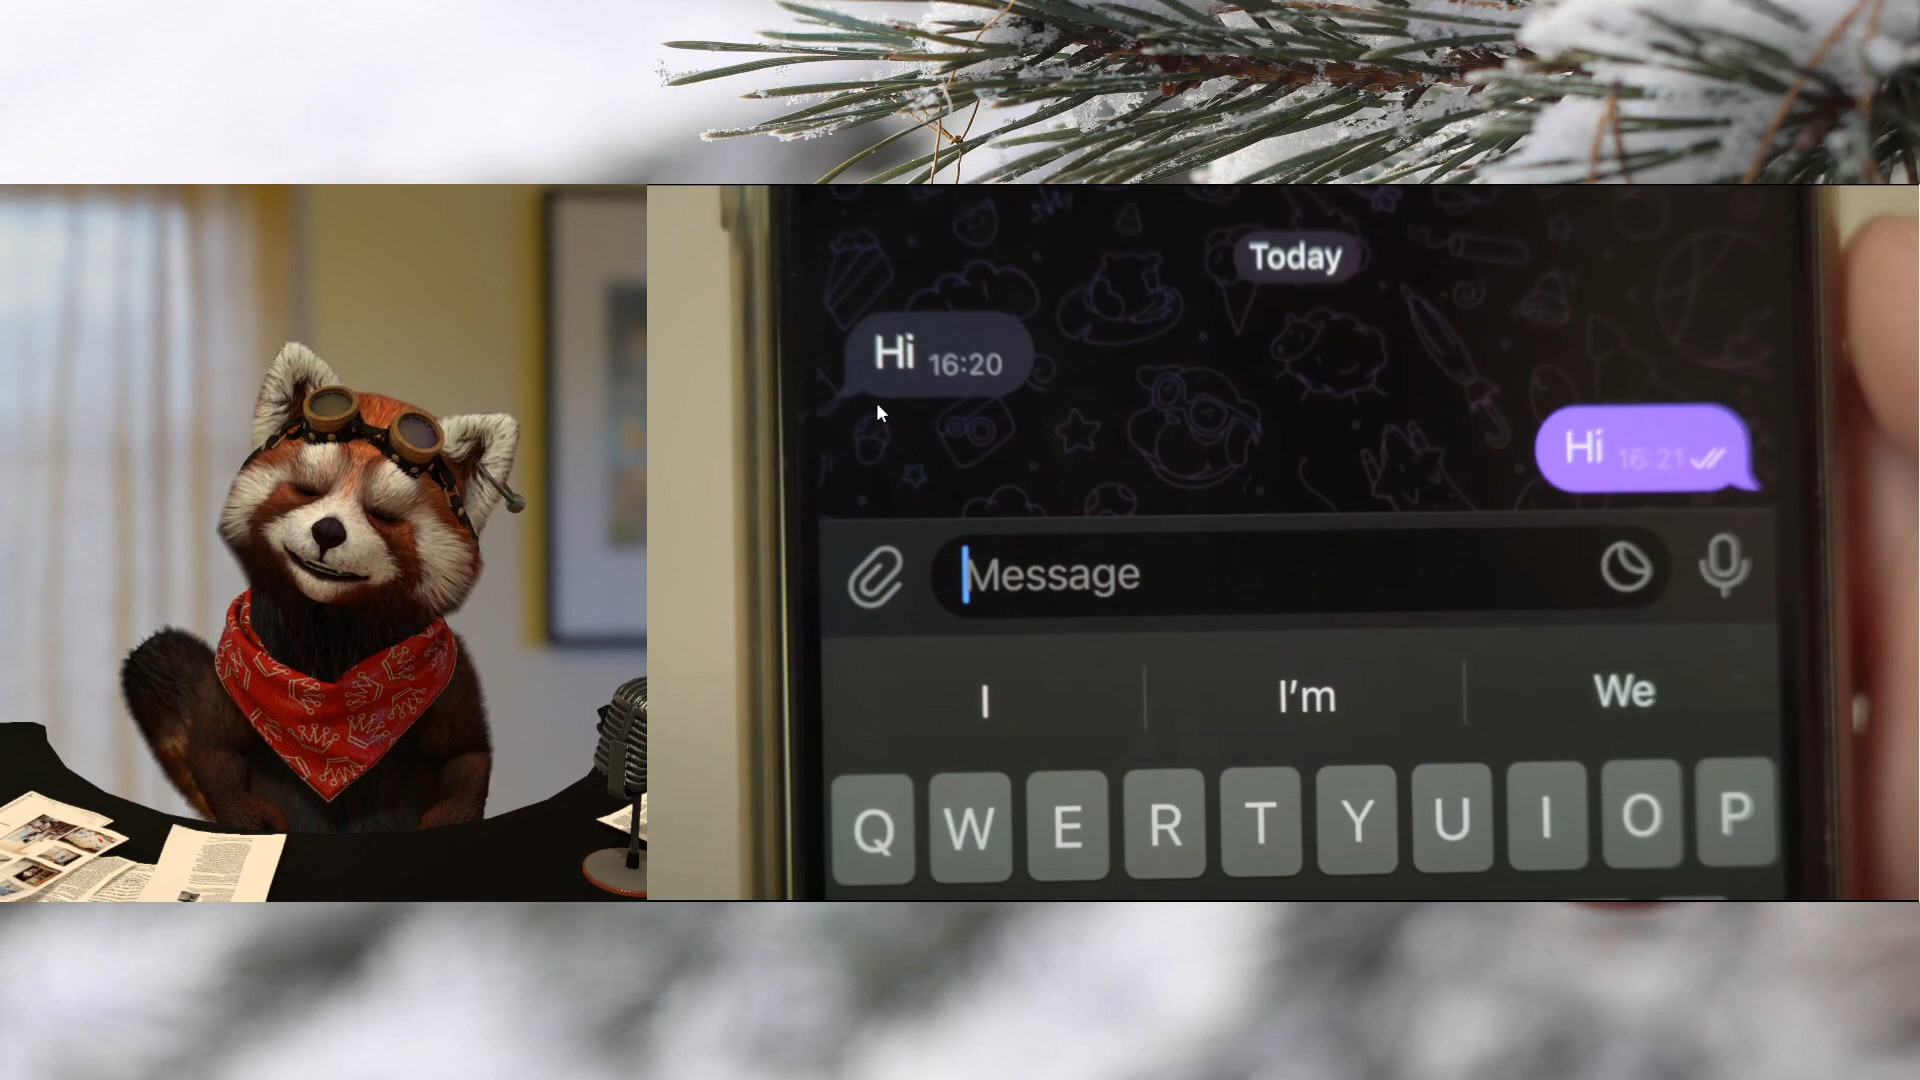 Today
Hi 16:20
Hi 16:21
Message
I I'm We
Q W E R T Y U I O P